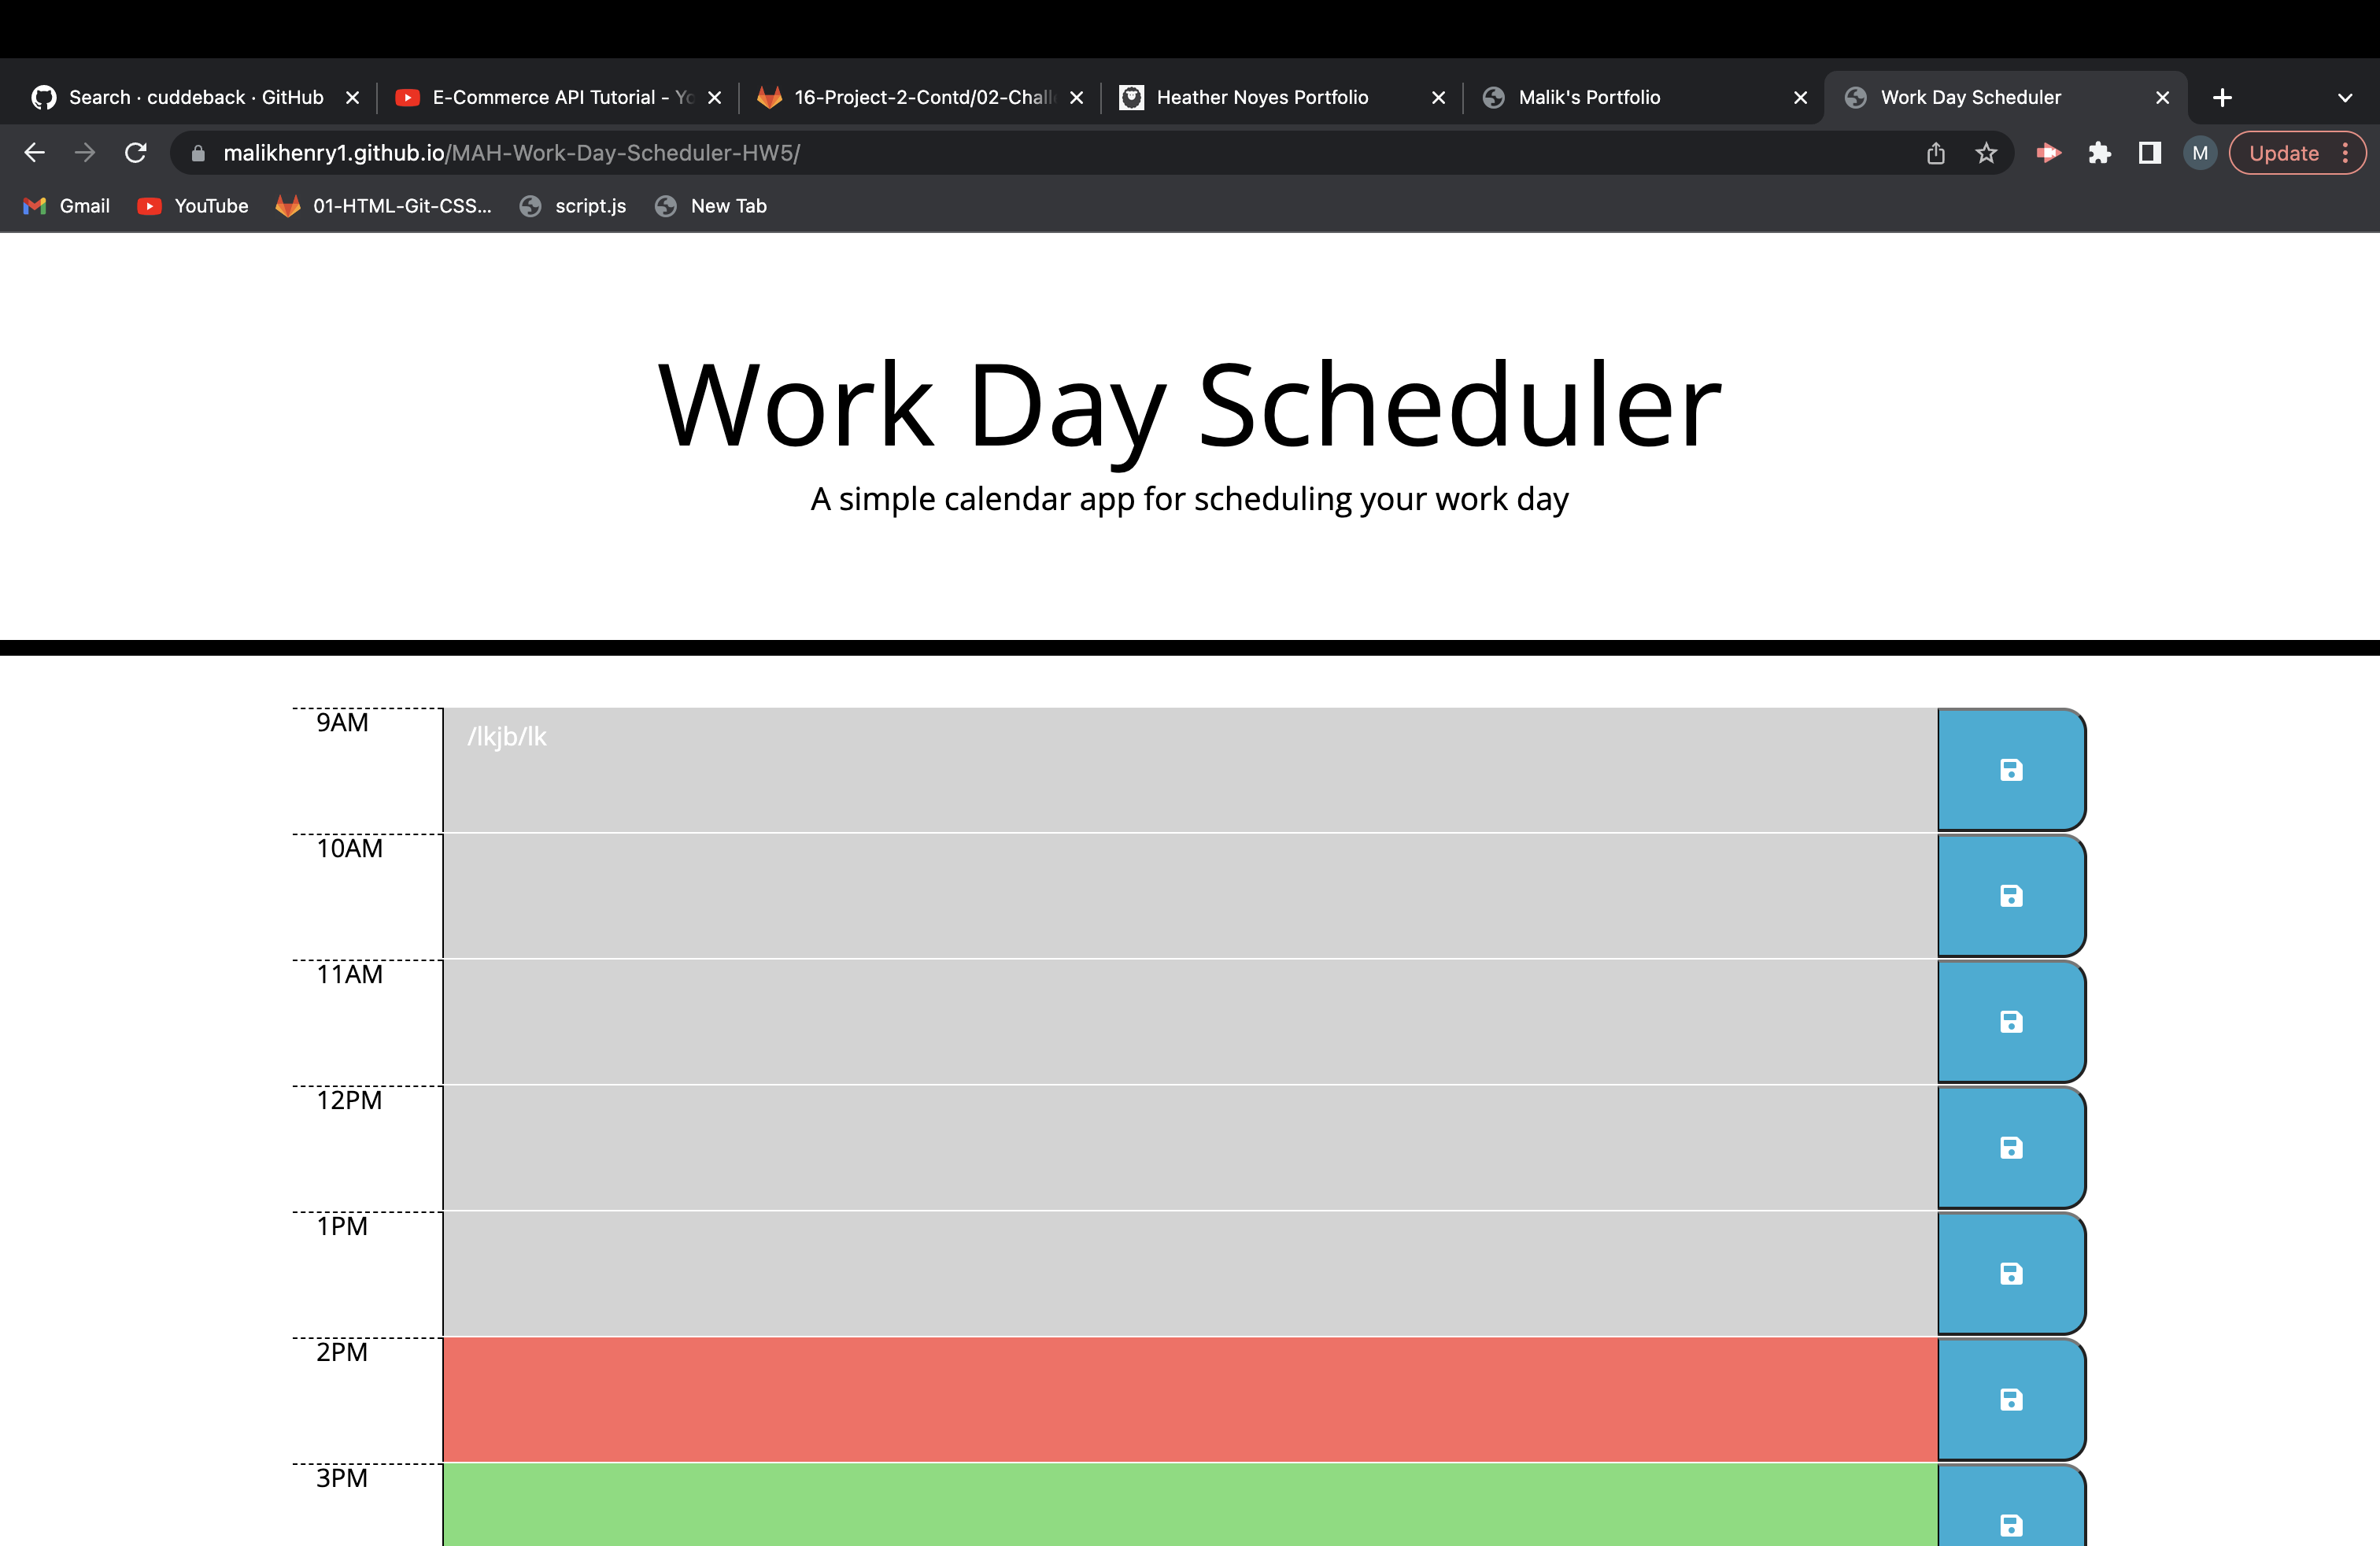 Search · cuddeback · GitHub
E-Commerce API Tutorial - Yo
16-Project-2-Contd/02-Chall
Heather Noyes Portfolio
Malik's Portfolio
Work Day Scheduler
malikhenry1.github.io/MAH-Work-Day-Scheduler-HW5/
M
Update
Gmail
YouTube
01-HTML-Git-CSS...
script.js
New Tab
Work Day Scheduler
A simple calendar app for scheduling your work day
9AM
/lkjb/lk
10AM
11AM
12PM
1PM
2PM
3PM